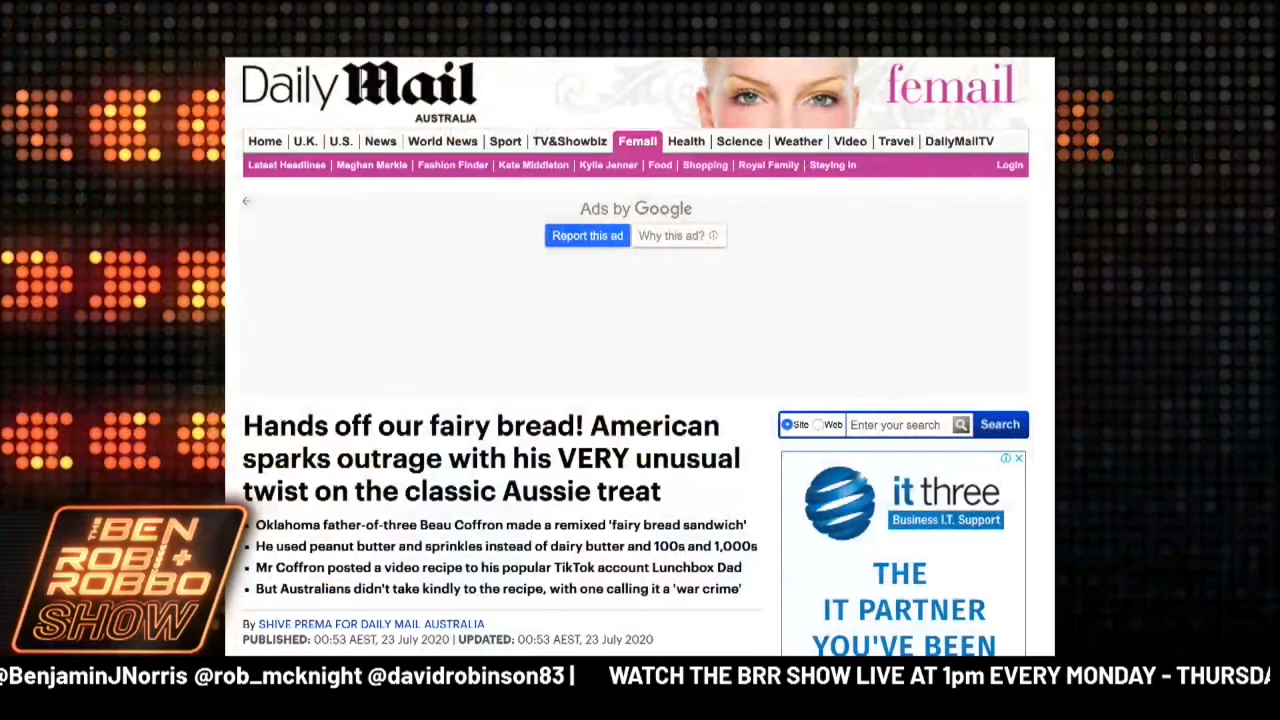 Daily Mail
AUSTRALIA
femail
Home | U.K. | U.S. | News | World News | Sport | TV&Showbiz | Femail | Health | Science | Weather | Video | Travel | DailyMailTV
Latest Headlines | Meghan Markle | Fashion Finder | Kate Middleton | Kylie Jenner | Food | Shopping | Royal Family | Staying in
Login
Ads by Google
Report this ad
Why this ad?
Hands off our fairy bread! American
sparks outrage with his VERY unusual
twist on the classic Aussie treat
• Oklahoma father-of-three Beau Coffron made a remixed 'fairy bread sandwich'
• He used peanut butter and sprinkles instead of dairy butter and 100s and 1,000s
• Mr Coffron posted a video recipe to his popular TikTok account Lunchbox Dad
• But Australians didn't take kindly to the recipe, with one calling it a 'war crime'
By SHIVE PREMA FOR DAILY MAIL AUSTRALIA
PUBLISHED: 00:53 AEST, 23 July 2020 | UPDATED: 00:53 AEST, 23 July 2020
Site Web Enter your search Search
it three
Business I.T. Support
THE
IT PARTNER
YOU'VE BEEN
THE BEN
ROB +
ROBBO
SHOW
@BenjaminJNorris @rob_mcknight @davidrobinson83 | WATCH THE BRR SHOW LIVE AT 1pm EVERY MONDAY - THURSDA